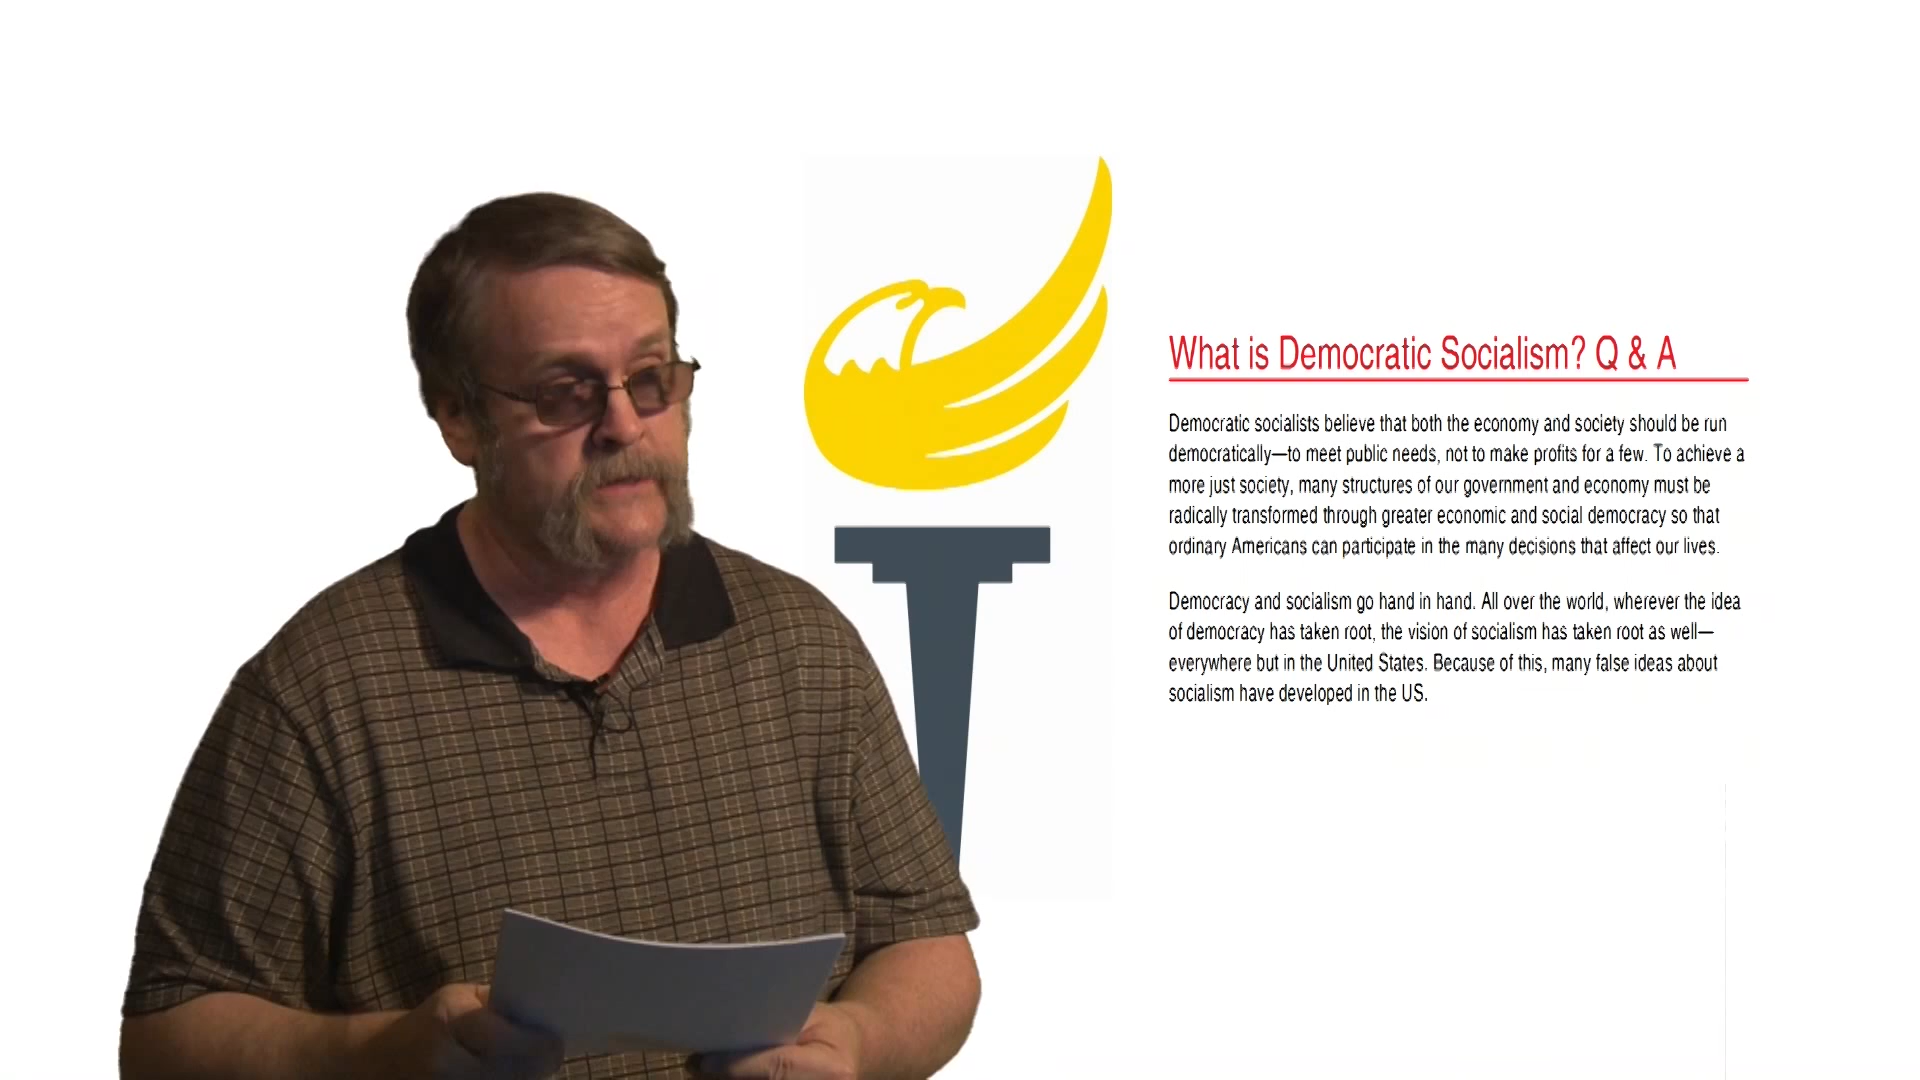 What is Democratic Socialism? Q & A
Democratic socialists believe that both the economy and society should be run
democratically—to meet public needs, not to make profits for a few. To achieve a
more just society, many structures of our government and economy must be
radically transformed through greater economic and social democracy so that
ordinary Americans can participate in the many decisions that affect our lives.
Democracy and socialism go hand in hand. All over the world, wherever the idea
of democracy has taken root, the vision of socialism has taken root as well—
everywhere but in the United States. Because of this, many false ideas about
socialism have developed in the US.